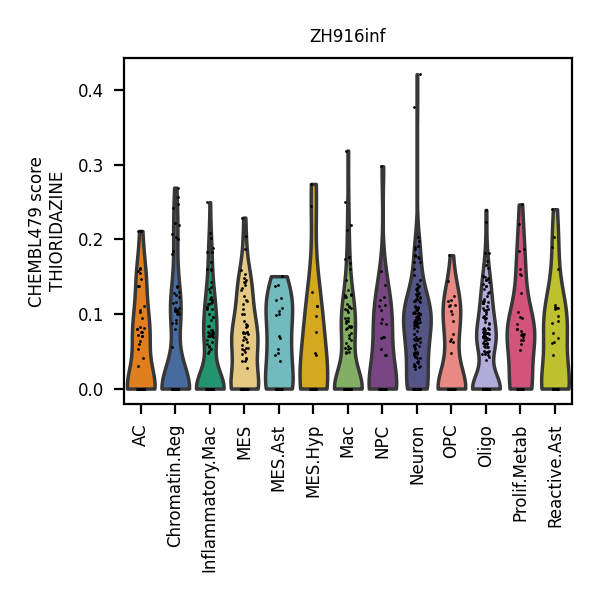 ZH916inf
CHEMBL479 score
THIORIDAZINE
0.4
0.3
0.2
0.1
0.0
AC
Chromatin.Reg
Inflammatory.Mac
MES
MES.Ast
MES.Hyp
Mac
NPC
Neuron
OPC
Oligo
Prolif.Metab
Reactive.Ast